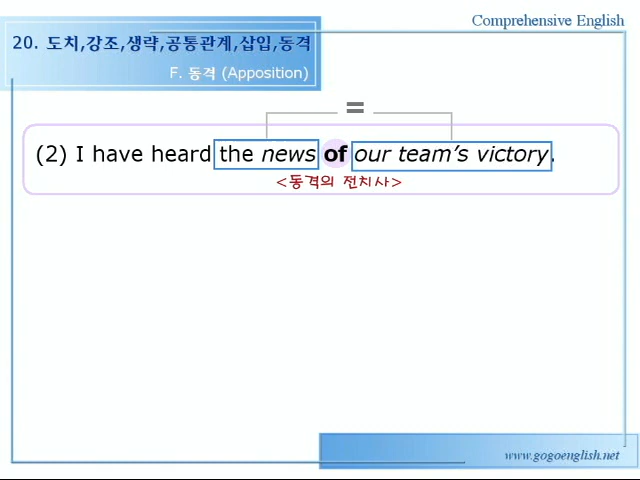 Comprehensive English
20. 도치,강조,생략,공통관계,삽입,동격
F. 동격 (Apposition)
=
(2) I have heard the news of our team's victory.
<동격의 전치사>
www.gogoenglish.net